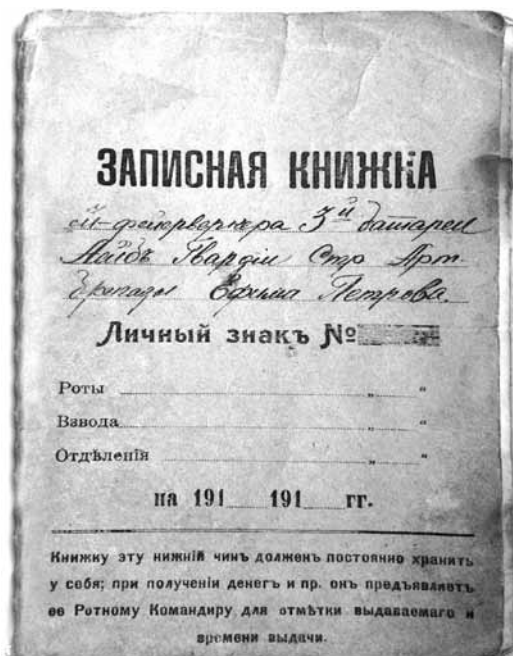 ЗАПИСНАЯ КНИЖКА
фейерверкера 3й батареи
Лейбъ Гвардіи Стр Арт.
бригады Ефима Петрова.
Личный знакъ №
Роты „ “
Взвода „ “
Отдѣленія „ “
на 191 191 гг.
Книжку эту нижній чинъ долженъ постоянно хранить
у себя; при полученіи денегъ и пр. онъ предъявляетъ
ее Ротному Командиру для отмѣтки выдаваемаго и
времени выдачи.